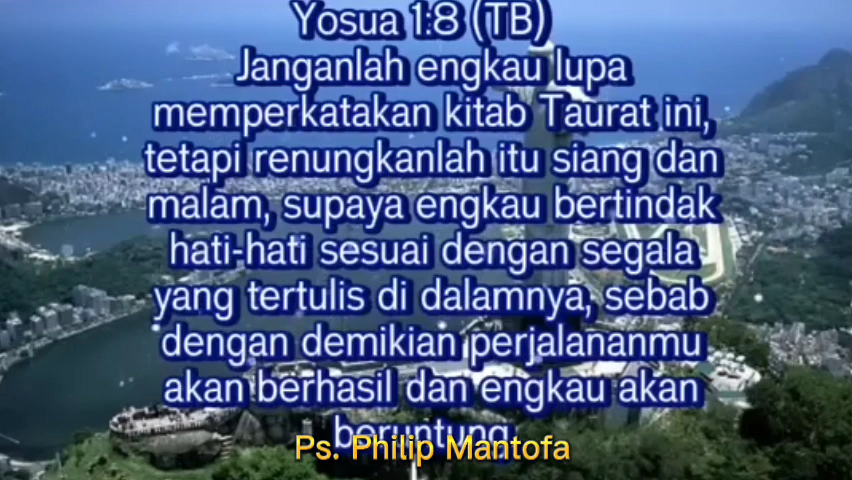 Yosua 1:8 (TB)
Janganlah engkau lupa
memperkatakan kitab Taurat ini,
tetapi renungkanlah itu siang dan
malam, supaya engkau bertindak
hati-hati sesuai dengan segala
yang tertulis di dalamnya, sebab
dengan demikian perjalananmu
akan berhasil dan engkau akan
beruntung.
Ps. Philip Mantofa